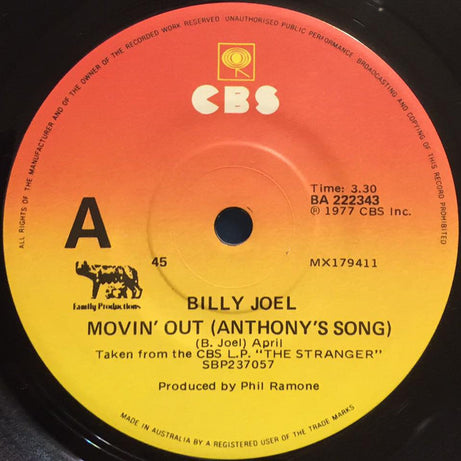 ALL RIGHTS OF THE MANUFACTURER AND OF THE OWNER OF THE RECORDED WORK RESERVED UNAUTHORISED PUBLIC PERFORMANCE BROADCASTING AND COPYING OF THIS RECORD PROHIBITED
CBS
Time: 3.30
BA 222343
℗ 1977 CBS Inc.
A
45
MX179411
Family Productions
BILLY JOEL
MOVIN' OUT (ANTHONY'S SONG)
(B. Joel) April
Taken from the CBS L.P. "THE STRANGER"
SBP237057
Produced by Phil Ramone
MADE IN AUSTRALIA BY A REGISTERED USER OF THE TRADE MARKS